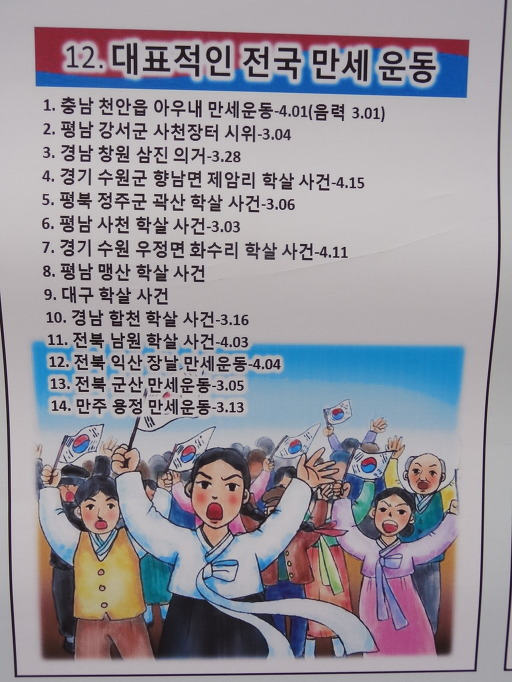 12. 대표적인 전국 만세 운동
1. 충남 천안읍 아우내 만세운동-4.01(음력 3.01)
2. 평남 강서군 사천장터 시위-3.04
3. 경남 창원 삼진 의거-3.28
4. 경기 수원군 향남면 제암리 학살 사건-4.15
5. 평북 정주군 곽산 학살 사건-3.06
6. 평남 사천 학살 사건-3.03
7. 경기 수원 우정면 화수리 학살 사건-4.11
8. 평남 맹산 학살 사건
9. 대구 학살 사건
10. 경남 합천 학살 사건-3.16
11. 전북 남원 학살 사건-4.03
12. 전북 익산 장날 만세운동-4.04
13. 전북 군산 만세운동-3.05
14. 만주 용정 만세운동-3.13